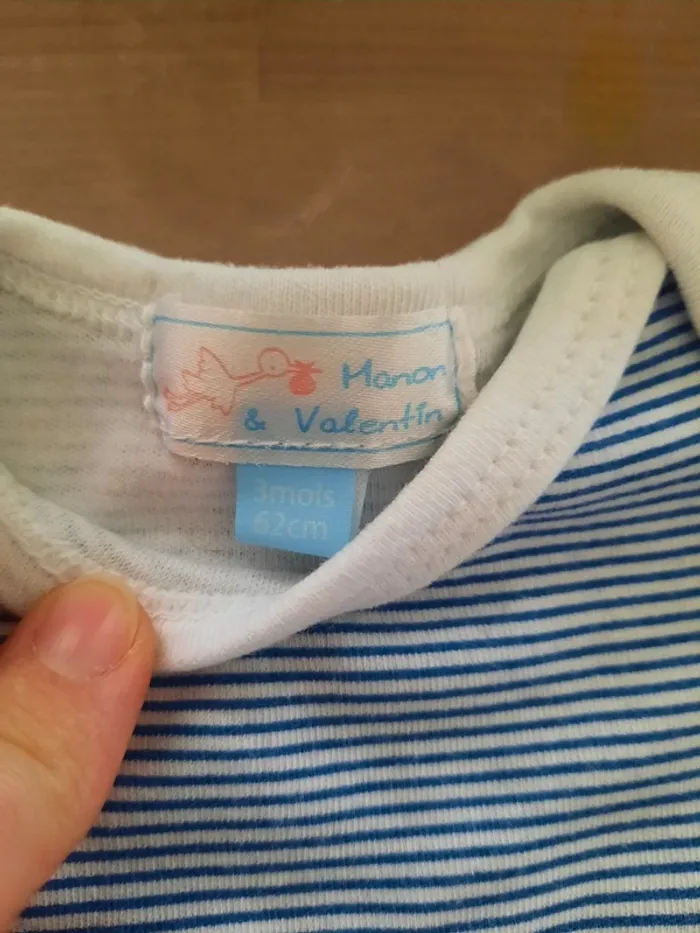 Manon
& Valentin
3mois
62cm